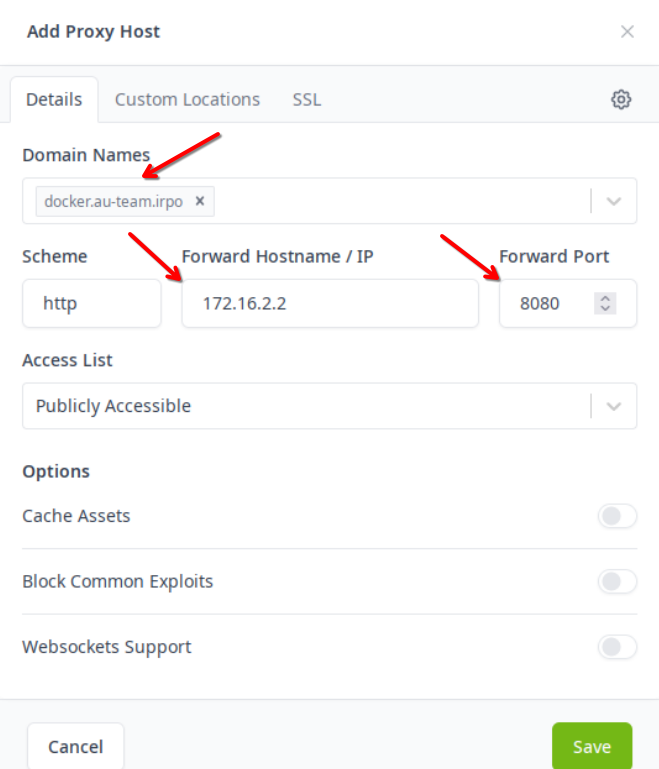 Add Proxy Host
Details Custom Locations SSL
Domain Names
docker.au-team.irpo ×
Scheme Forward Hostname / IP Forward Port
http 172.16.2.2 8080
Access List
Publicly Accessible
Options
Cache Assets
Block Common Exploits
Websockets Support
Cancel Save